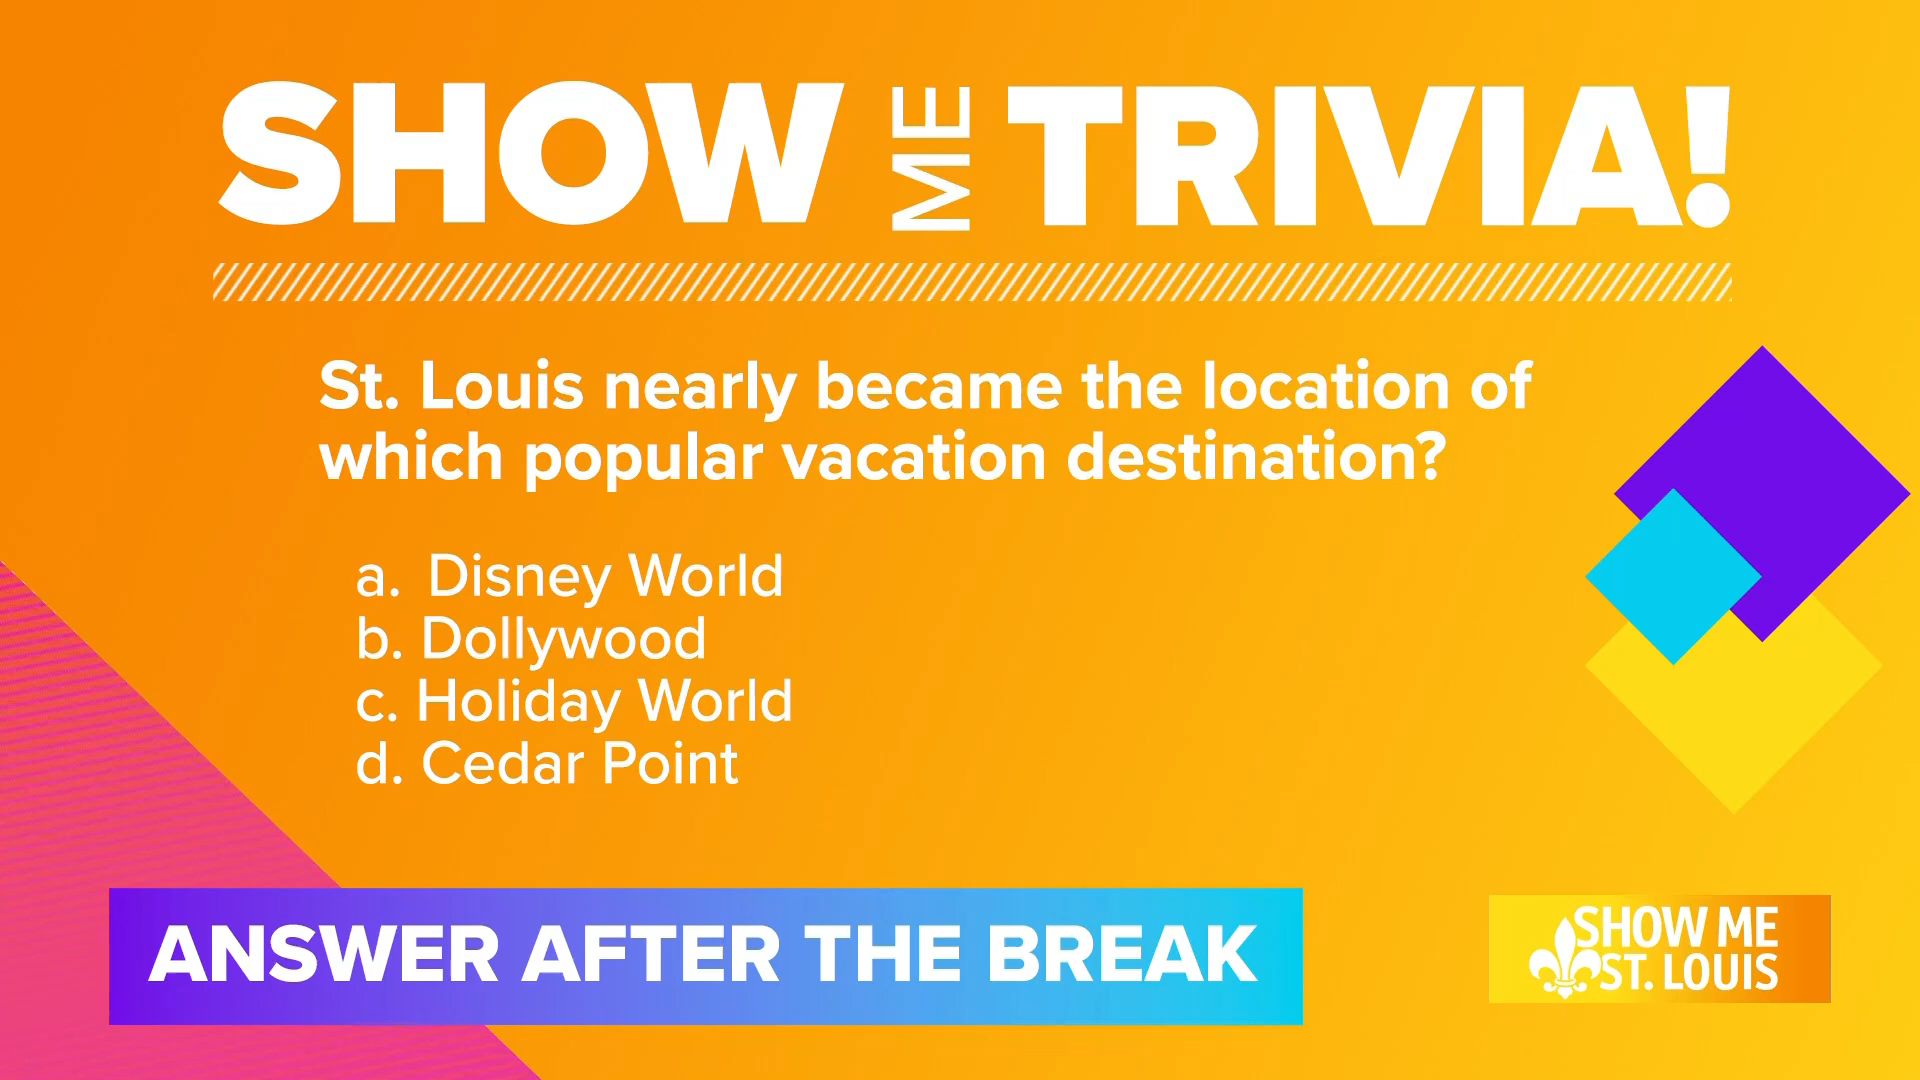 SHOW ME TRIVIA!
St. Louis nearly became the location of
which popular vacation destination?
a. Disney World
b. Dollywood
c. Holiday World
d. Cedar Point
ANSWER AFTER THE BREAK
SHOW ME
ST. LOUIS